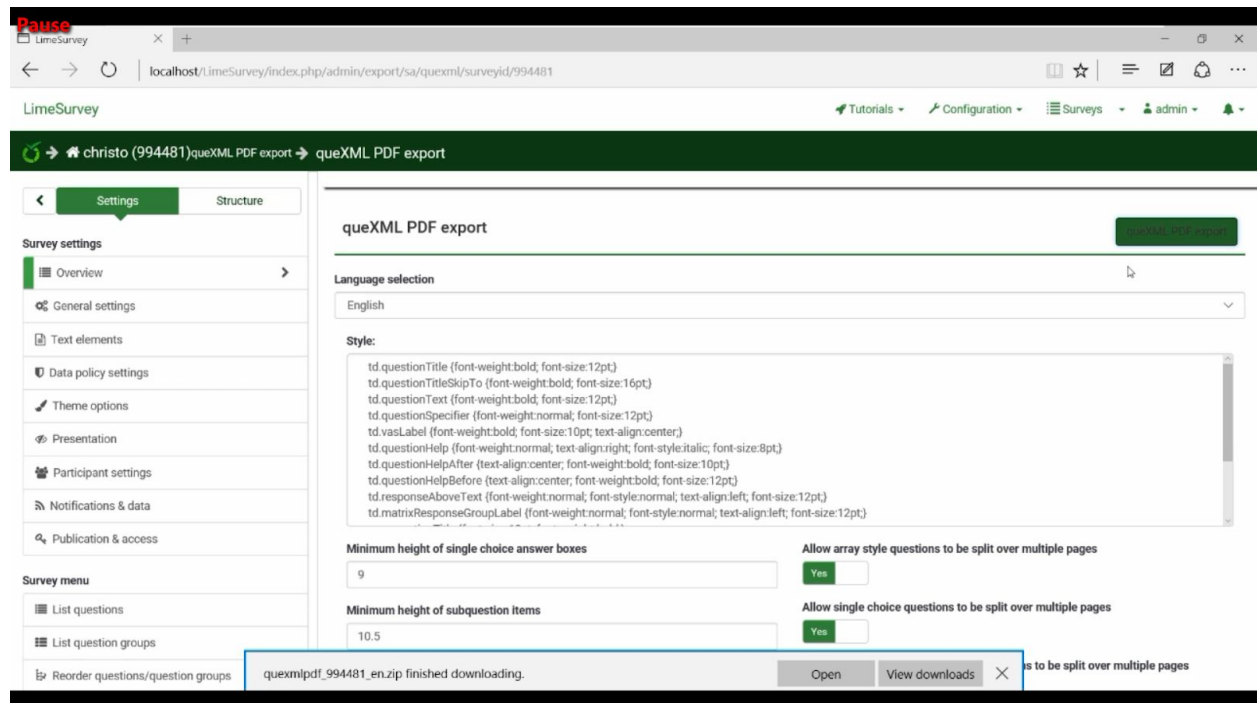 Pause
LimeSurvey
localhost/LimeSurvey/index.php/admin/export/sa/quexml/surveyid/994481
LimeSurvey
Tutorials
Configuration
Surveys
admin
christo (994481)queXML PDF export
queXML PDF export
Settings
Structure
queXML PDF export
queXML PDF export
Survey settings
Overview
General settings
Text elements
Data policy settings
Theme options
Presentation
Participant settings
Notifications & data
Publication & access
Survey menu
List questions
List question groups
Reorder questions/question groups
Language selection
English
Style:
td.questionTitle {font-weight:bold; font-size:12pt;}
td.questionTitleSkipTo {font-weight:bold; font-size:16pt;}
td.questionText {font-weight:bold; font-size:12pt;}
td.questionSpecifier {font-weight:normal; font-size:12pt;}
td.vasLabel {font-weight:bold; font-size:10pt; text-align:center;}
td.questionHelp {font-weight:normal; text-align:right; font-style:italic; font-size:8pt;}
td.questionHelpAfter {text-align:center; font-weight:bold; font-size:10pt;}
td.questionHelpBefore {text-align:center; font-weight:bold; font-size:12pt;}
td.responseAboveText {font-weight:normal; font-style:normal; text-align:left; font-size:12pt;}
td.matrixResponseGroupLabel {font-weight:normal; font-style:normal; text-align:left; font-size:12pt;}
Minimum height of single choice answer boxes
9
Allow array style questions to be split over multiple pages
Yes
Minimum height of subquestion items
10.5
Allow single choice questions to be split over multiple pages
Yes
to be split over multiple pages
quexmlpdf_994481_en.zip finished downloading.
Open
View downloads